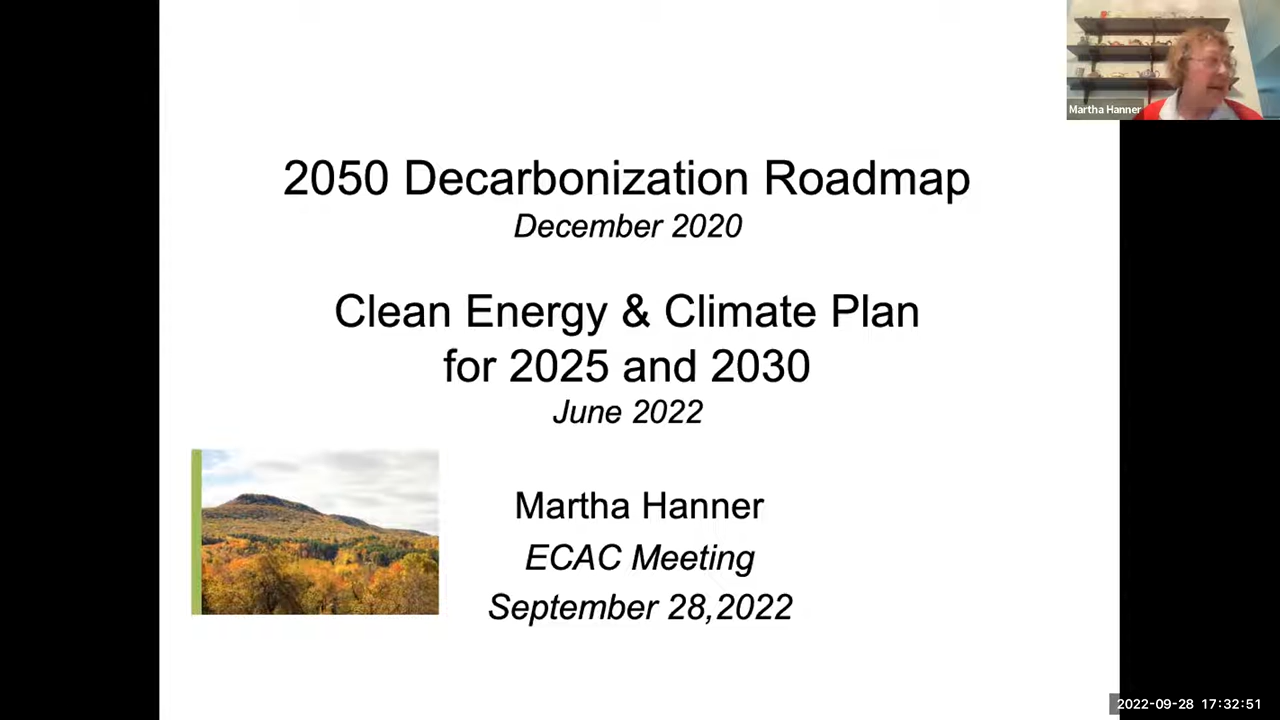 Martha Hanner
2050 Decarbonization Roadmap
December 2020
Clean Energy & Climate Plan
for 2025 and 2030
June 2022
Martha Hanner
ECAC Meeting
September 28,2022
2022-09-28 17:32:51